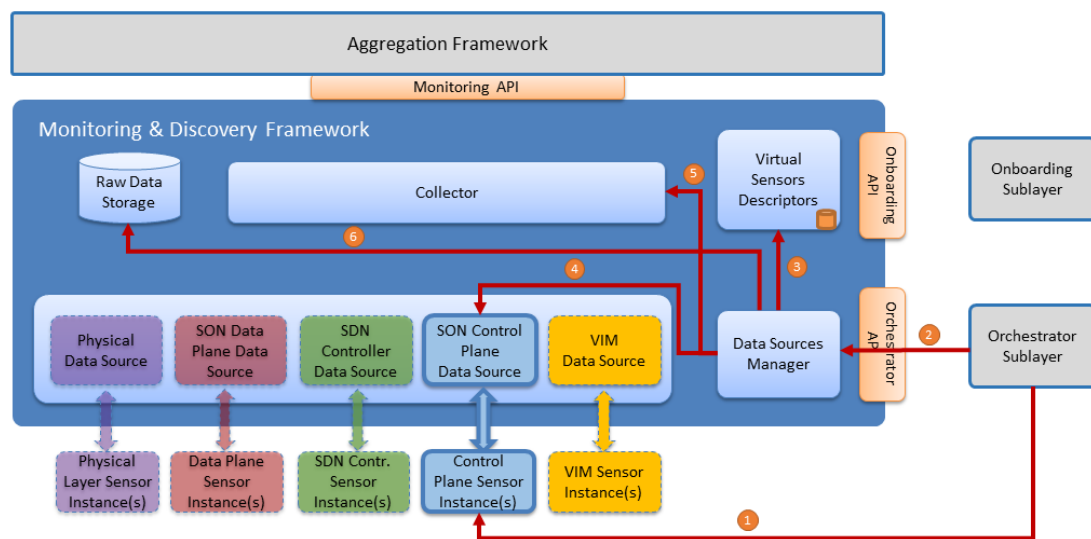 Aggregation Framework
Monitoring API
Monitoring & Discovery Framework
Raw Data
Storage
Collector
5
Virtual
Sensors
Descriptors
Onboarding
API
Onboarding
Sublayer
6
4
3
Physical
Data Source
SON Data
Plane Data
Source
SDN
Controller
Data Source
SON Control
Plane
Data Source
VIM
Data Source
Data Sources
Manager
Orchestrator
API
2
Orchestrator
Sublayer
Physical
Layer Sensor
Instance(s)
Data Plane
Sensor
Instance(s)
SDN Contr.
Sensor
Instance(s)
Control
Plane Sensor
Instance(s)
VIM Sensor
Instance(s)
1